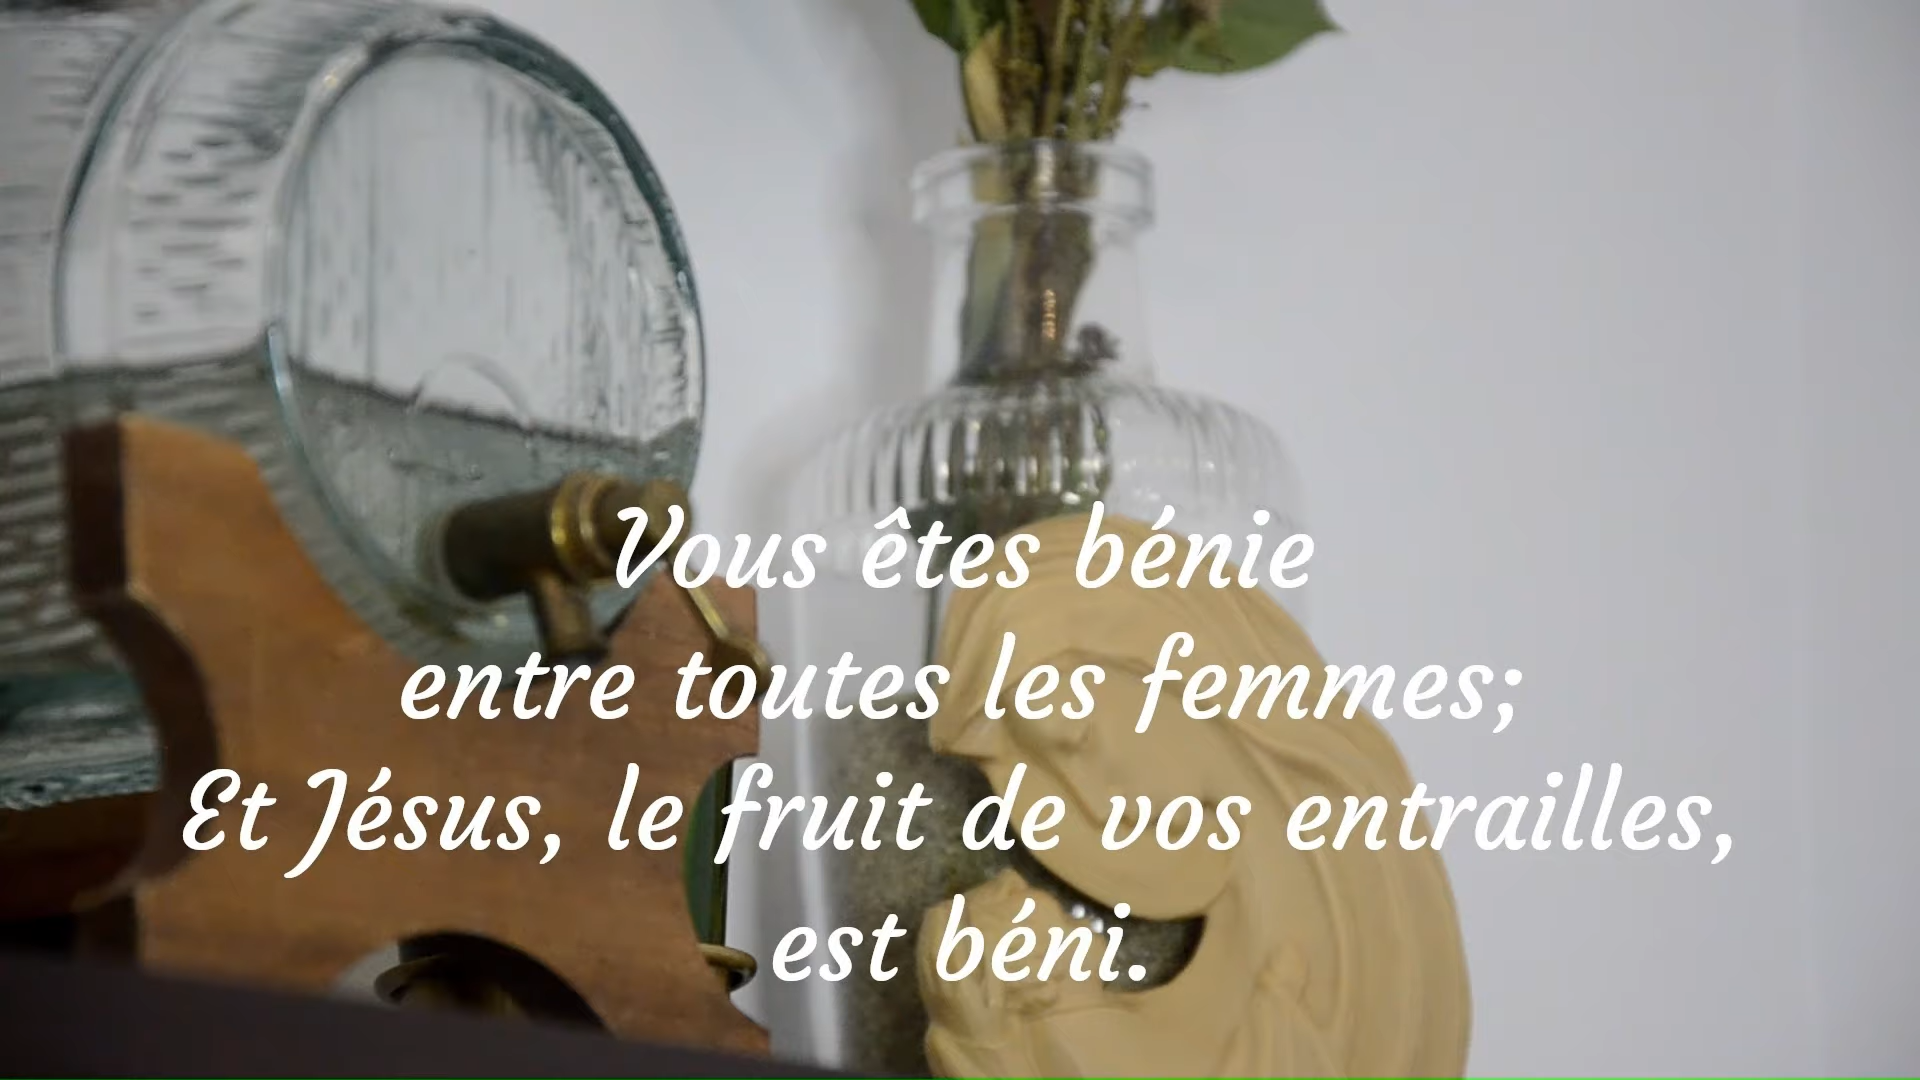 Vous êtes bénie
entre toutes les femmes;
Et Jésus, le fruit de vos entrailles,
est béni.